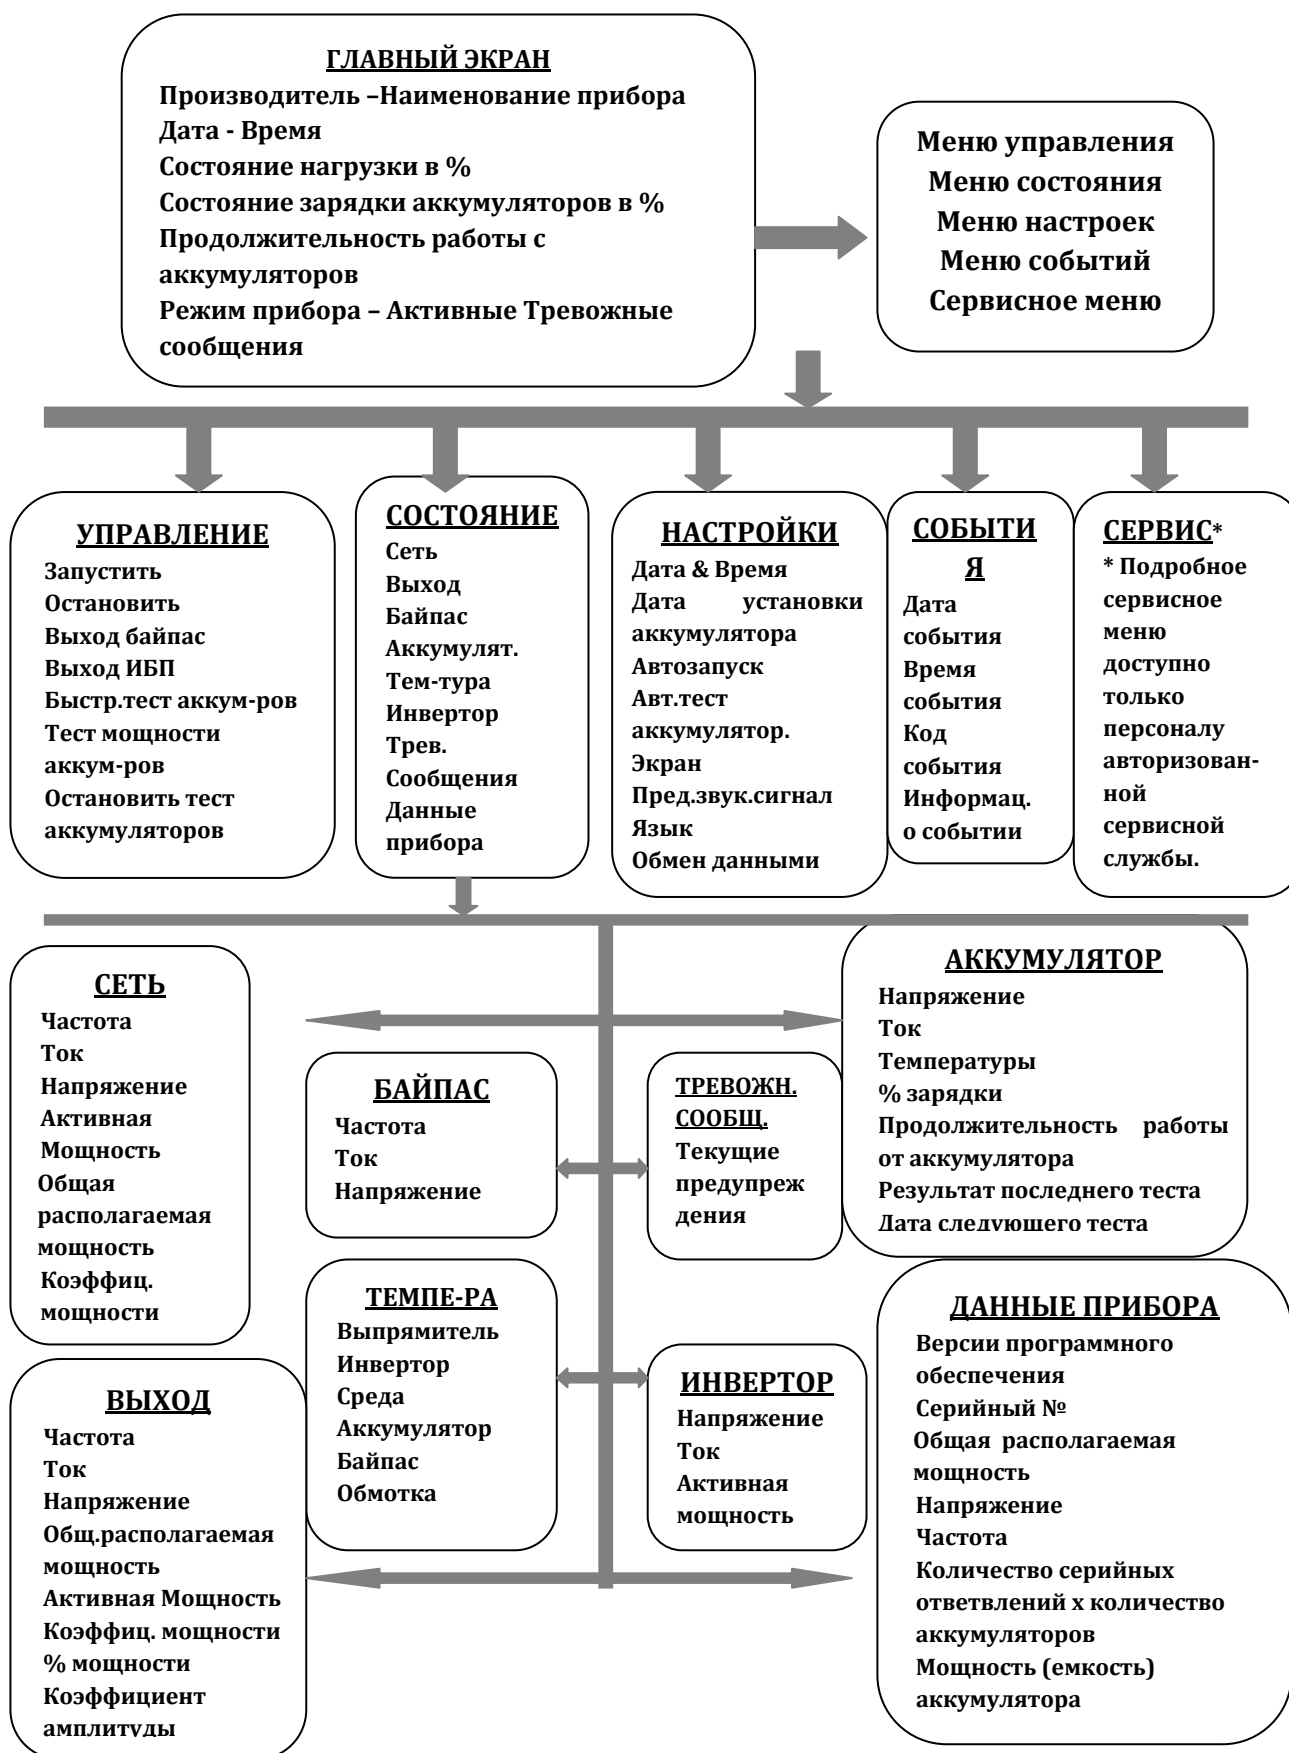 ГЛАВНЫЙ ЭКРАН
Производитель –Наименование прибора
Дата - Время
Состояние нагрузки в %
Состояние зарядки аккумуляторов в %
Продолжительность работы с
аккумуляторов
Режим прибора – Активные Тревожные
сообщения
Меню управления
Меню состояния
Меню настроек
Меню событий
Сервисное меню
УПРАВЛЕНИЕ
Запустить
Остановить
Выход байпас
Выход ИБП
Быстр.тест аккум-ров
Тест мощности
аккум-ров
Остановить тест
аккумуляторов
СОСТОЯНИЕ
Сеть
Выход
Байпас
Аккумулят.
Тем-тура
Инвертор
Трев.
Сообщения
Данные
прибора
НАСТРОЙКИ
Дата & Время
Дата установки
аккумулятора
Автозапуск
Авт.тест
аккумулятор.
Экран
Пред.звук.сигнал
Язык
Обмен данными
СОБЫТИ
Я
Дата
события
Время
события
Код
события
Информац.
о событии
СЕРВИС*
* Подробное
сервисное
меню
доступно
только
персоналу
авторизован-
ной
сервисной
службы.
СЕТЬ
Частота
Ток
Напряжение
Активная
Мощность
Общая
располагаемая
мощность
Коэффиц.
мощности
БАЙПАС
Частота
Ток
Напряжение
ТРЕВОЖН.
СООБЩ.
Текущие
предупреж
дения
АККУМУЛЯТОР
Напряжение
Ток
Температуры
% зарядки
Продолжительность работы
от аккумулятора
Результат последнего теста
Дата следующего теста
ВЫХОД
Частота
Ток
Напряжение
Общ.располагаемая
мощность
Активная Мощность
Коэффиц. мощности
% мощности
Коэффициент
амплитуды
ТЕМПЕ-РА
Выпрямитель
Инвертор
Среда
Аккумулятор
Байпас
Обмотка
ИНВЕРТОР
Напряжение
Ток
Активная
мощность
ДАННЫЕ ПРИБОРА
Версии программного
обеспечения
Серийный №
Общая располагаемая
мощность
Напряжение
Частота
Количество серийных
ответвлений х количество
аккумуляторов
Мощность (емкость)
аккумулятора